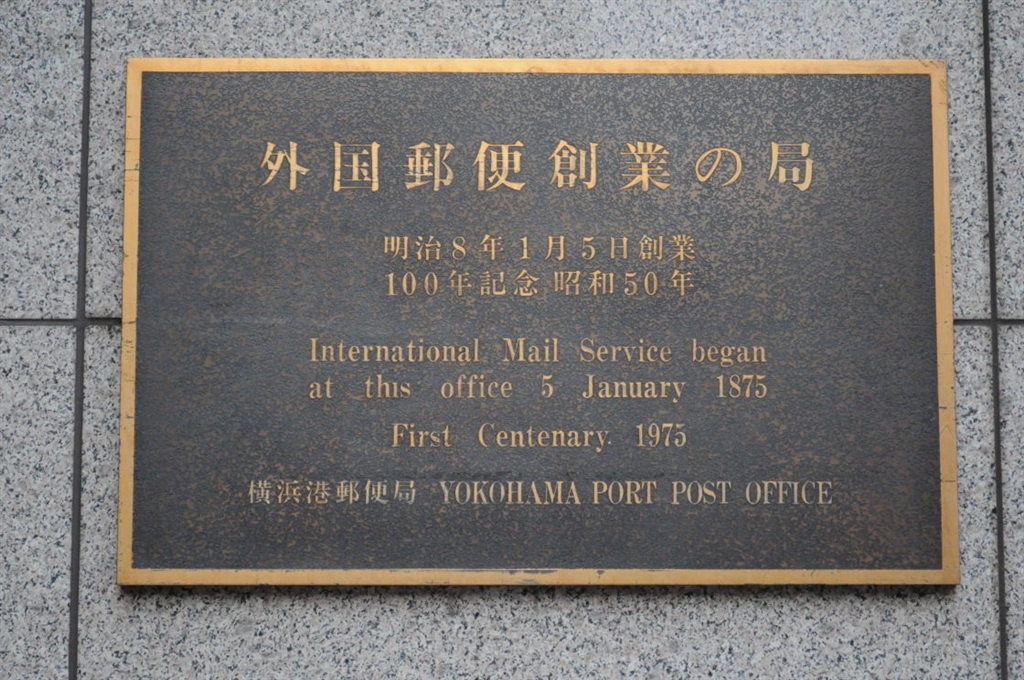 外国郵便創業の局
明治8年1月5日創業
100年記念 昭和50年
International Mail Service began
at this office 5 January 1875
First Centenary 1975
横浜港郵便局 YOKOHAMA PORT POST OFFICE